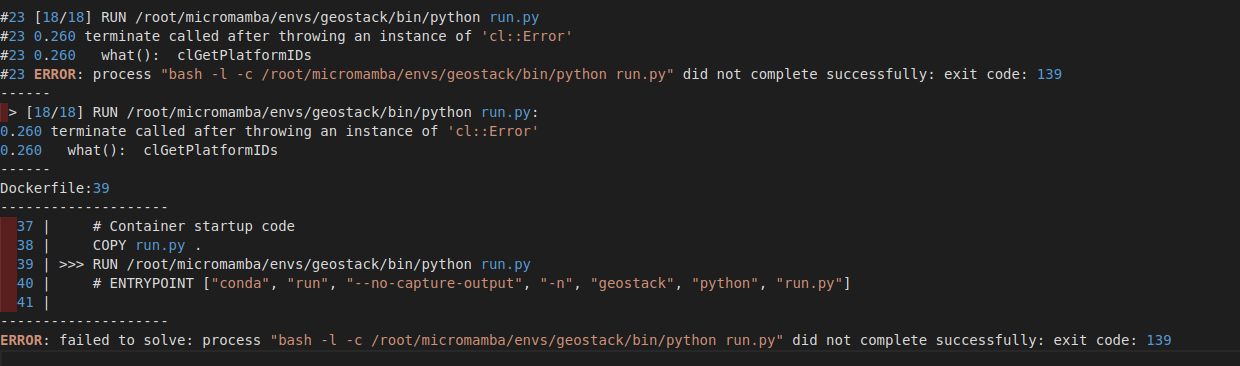 #23 [18/18] RUN /root/micromamba/envs/geostack/bin/python run.py
#23 0.260 terminate called after throwing an instance of 'cl::Error'
#23 0.260   what():  clGetPlatformIDs
#23 ERROR: process "bash -l -c /root/micromamba/envs/geostack/bin/python run.py" did not complete successfully: exit code: 139
------
 > [18/18] RUN /root/micromamba/envs/geostack/bin/python run.py:
0.260 terminate called after throwing an instance of 'cl::Error'
0.260   what():  clGetPlatformIDs
------
Dockerfile:39
--------------------
  37 |     # Container startup code
  38 |     COPY run.py .
  39 | >>> RUN /root/micromamba/envs/geostack/bin/python run.py
  40 |     # ENTRYPOINT ["conda", "run", "--no-capture-output", "-n", "geostack", "python", "run.py"]
  41 |
--------------------
ERROR: failed to solve: process "bash -l -c /root/micromamba/envs/geostack/bin/python run.py" did not complete successfully: exit code: 139